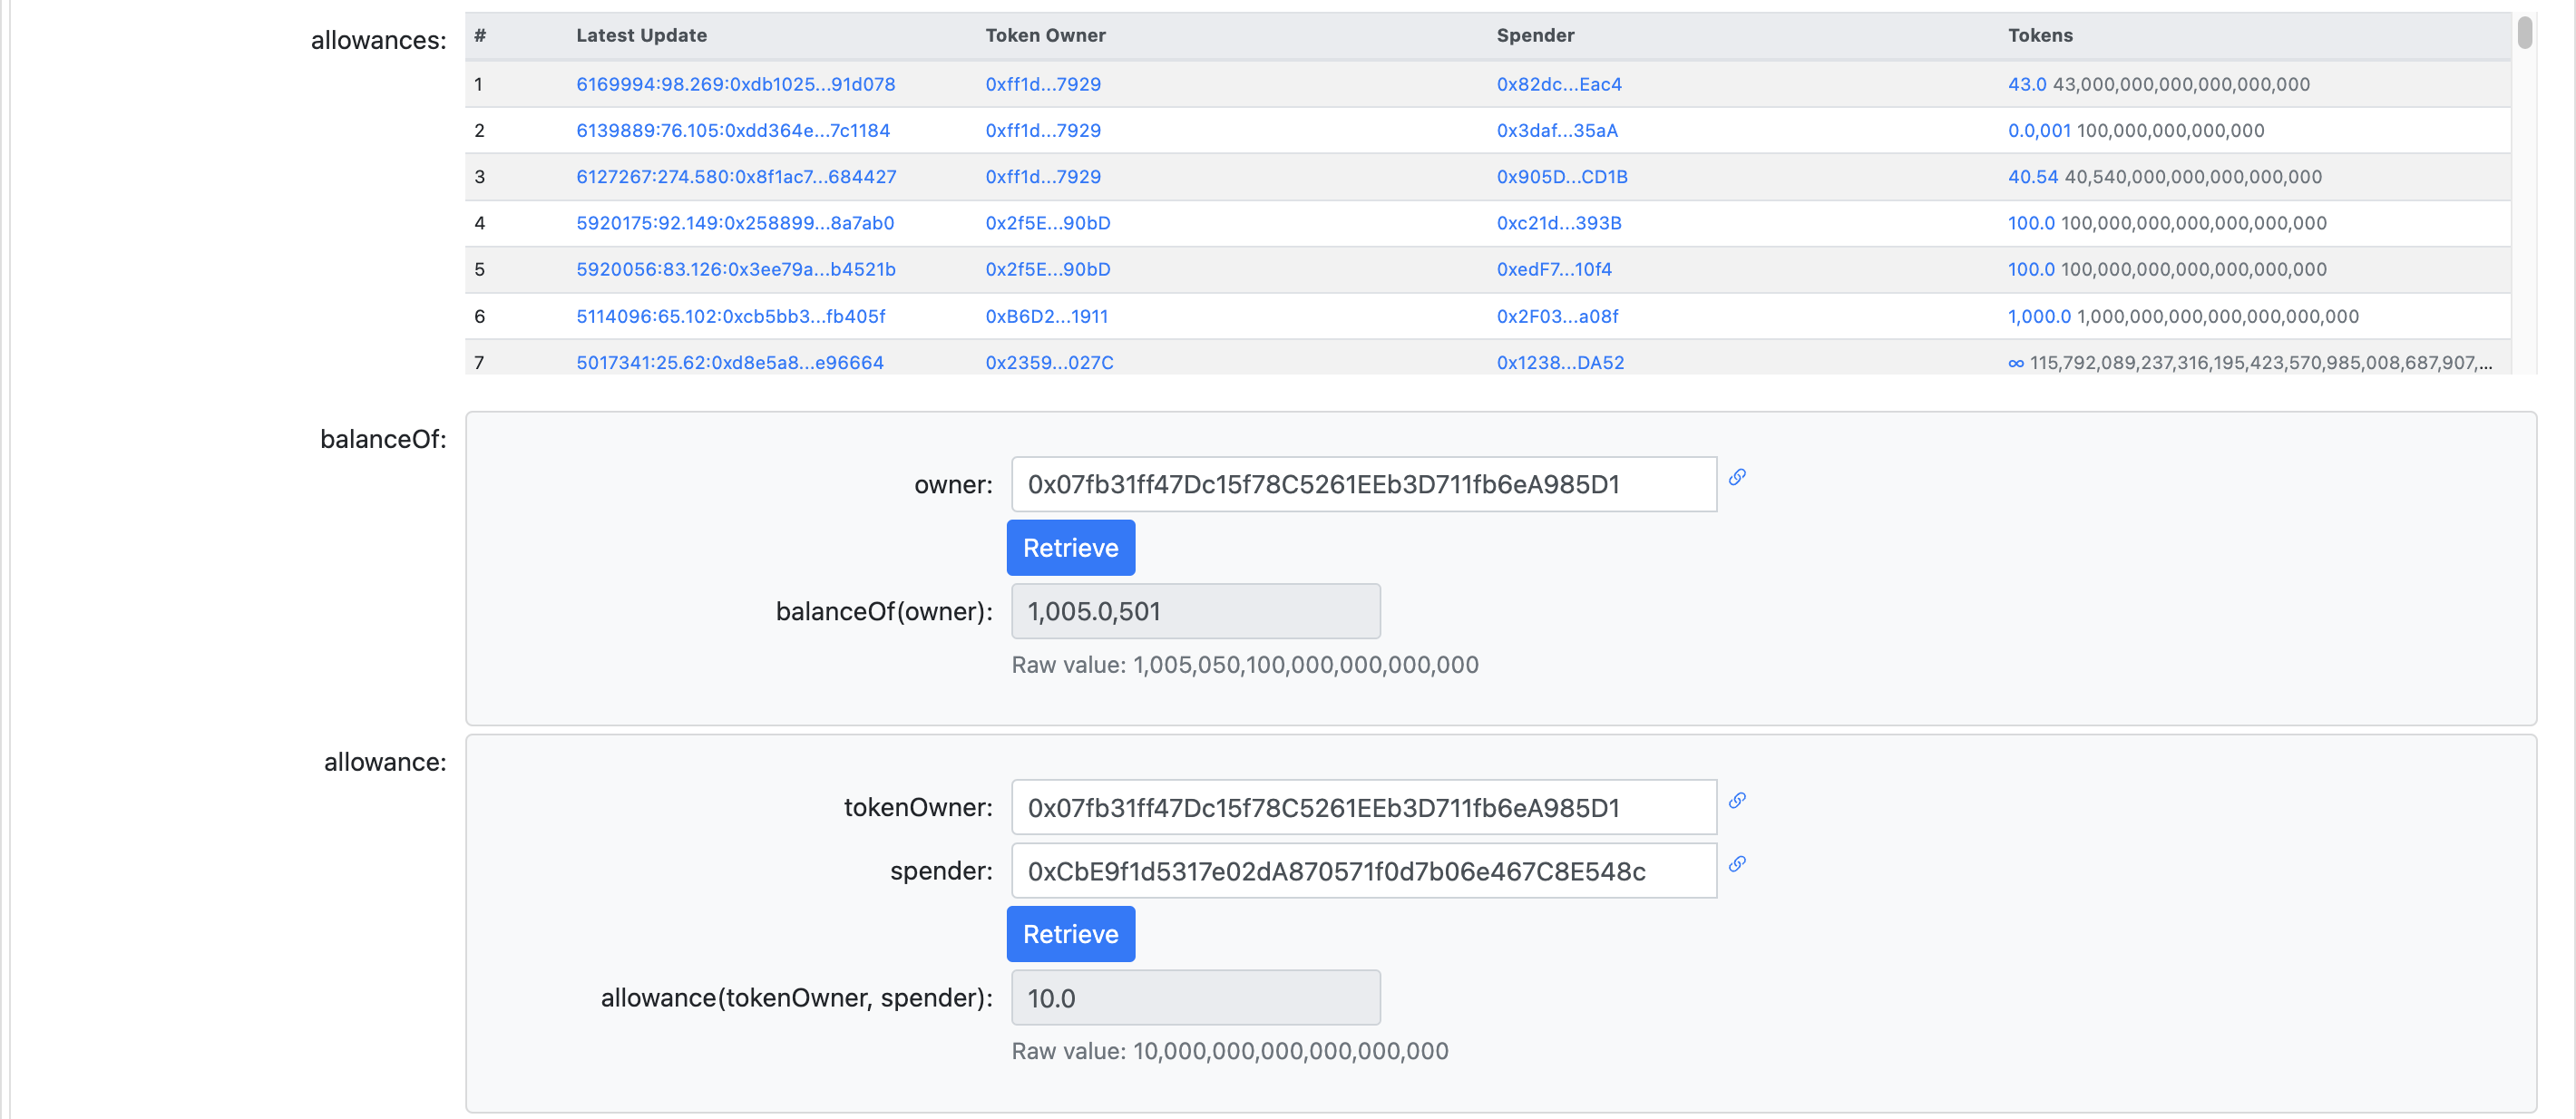 allowances:
# Latest Update Token Owner Spender Tokens
1 6169994:98.269:0xdb1025...91d078 0xff1d...7929 0x82dc...Eac4 43.0 43,000,000,000,000,000,000
2 6139889:76.105:0xdd364e...7c1184 0xff1d...7929 0x3daf...35aA 0.0,001 100,000,000,000,000
3 6127267:274.580:0x8f1ac7...684427 0xff1d...7929 0x905D...CD1B 40.54 40,540,000,000,000,000,000
4 5920175:92.149:0x258899...8a7ab0 0x2f5E...90bD 0xc21d...393B 100.0 100,000,000,000,000,000,000
5 5920056:83.126:0x3ee79a...b4521b 0x2f5E...90bD 0xedF7...10f4 100.0 100,000,000,000,000,000,000
6 5114096:65.102:0xcb5bb3...fb405f 0xB6D2...1911 0x2F03...a08f 1,000.0 1,000,000,000,000,000,000,000
7 5017341:25.62:0xd8e5a8...e96664 0x2359...027C 0x1238...DA52 ∞ 115,792,089,237,316,195,423,570,985,008,687,907,...
balanceOf:
owner: 0x07fb31ff47Dc15f78C5261EEb3D711fb6eA985D1
Retrieve
balanceOf(owner): 1,005.0,501
Raw value: 1,005,050,100,000,000,000,000
allowance:
tokenOwner: 0x07fb31ff47Dc15f78C5261EEb3D711fb6eA985D1
spender: 0xCbE9f1d5317e02dA870571f0d7b06e467C8E548c
Retrieve
allowance(tokenOwner, spender): 10.0
Raw value: 10,000,000,000,000,000,000